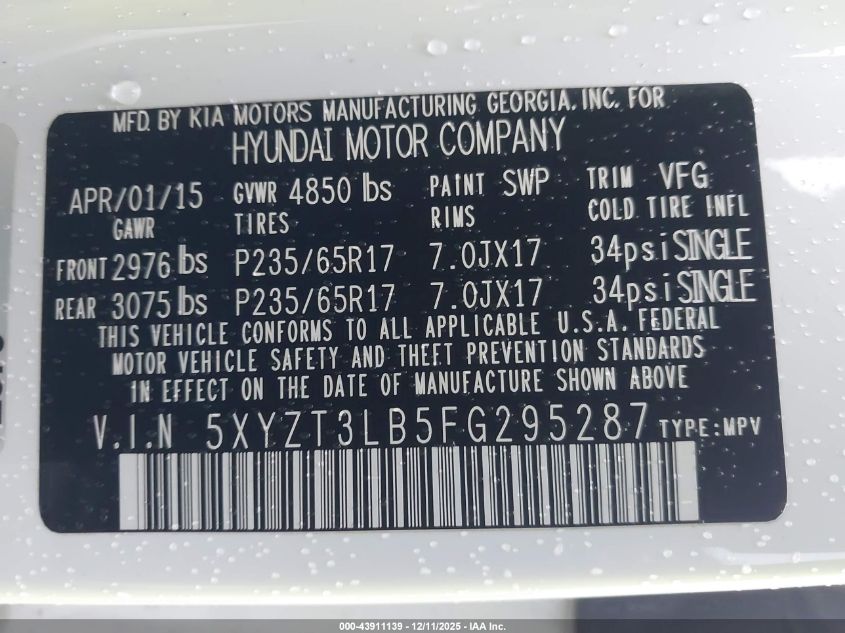 MFD. BY KIA MOTORS MANUFACTURING GEORGIA, INC. FOR
HYUNDAI MOTOR COMPANY
APR/01/15 GVWR 4850 lbs PAINT SWP TRIM VFG
GAWR TIRES RIMS COLD TIRE INFL
FRONT 2976 lbs P235/65R17 7.0JX17 34psi SINGLE
REAR 3075 lbs P235/65R17 7.0JX17 34psi SINGLE
THIS VEHICLE CONFORMS TO ALL APPLICABLE U.S.A. FEDERAL
MOTOR VEHICLE SAFETY AND THEFT PREVENTION STANDARDS
IN EFFECT ON THE DATE OF MANUFACTURE SHOWN ABOVE
V.I.N 5XYZT3LB5FG295287 TYPE:MPV
000-43911139 - 12/11/2025 - IAA Inc.